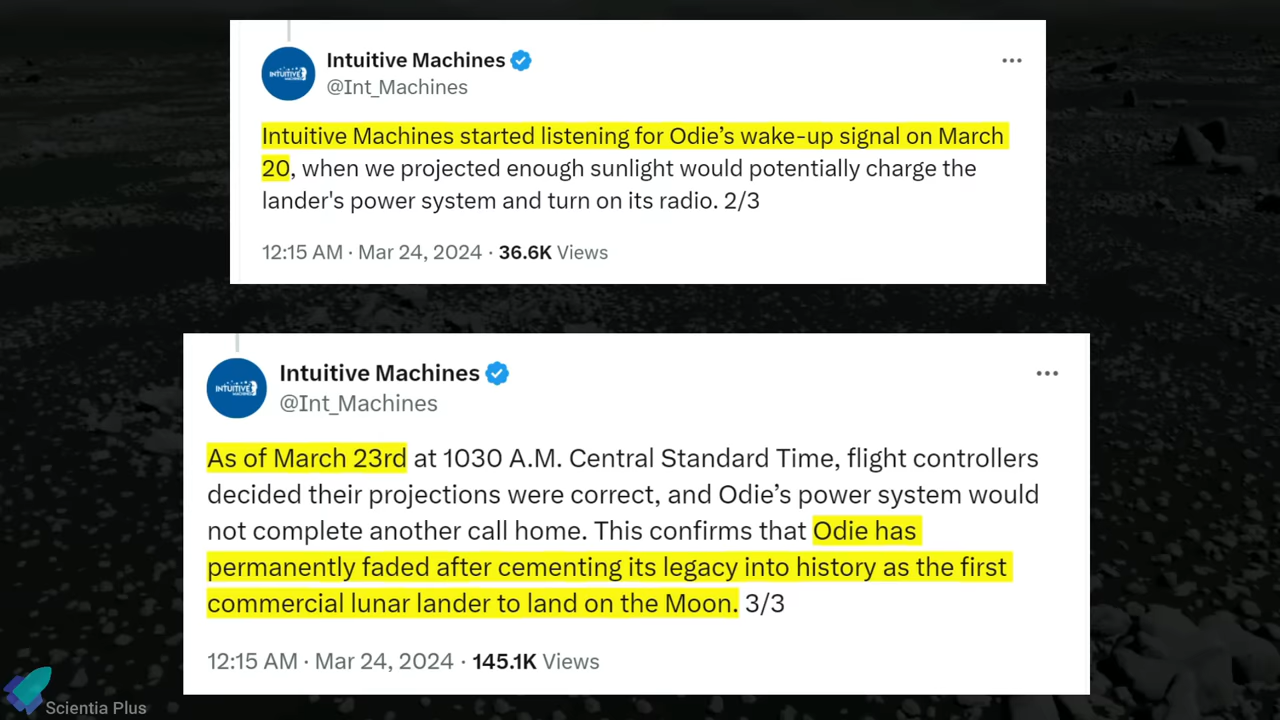 Intuitive Machines
@Int_Machines
Intuitive Machines started listening for Odie’s wake-up signal on March
20, when we projected enough sunlight would potentially charge the
lander's power system and turn on its radio. 2/3
12:15 AM · Mar 24, 2024 · 36.6K Views
INTUITIVE MACHINES
Intuitive Machines
@Int_Machines
As of March 23rd at 1030 A.M. Central Standard Time, flight controllers
decided their projections were correct, and Odie’s power system would
not complete another call home. This confirms that Odie has
permanently faded after cementing its legacy into history as the first
commercial lunar lander to land on the Moon. 3/3
12:15 AM · Mar 24, 2024 · 145.1K Views
INTUITIVE MACHINES
Scientia Plus